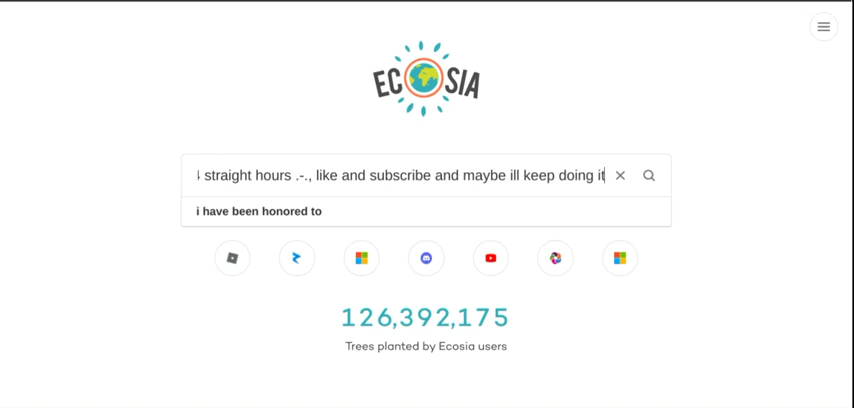 ECOSIA
straight hours .-., like and subscribe and maybe ill keep doing it
i have been honored to
126,392,175
Trees planted by Ecosia users